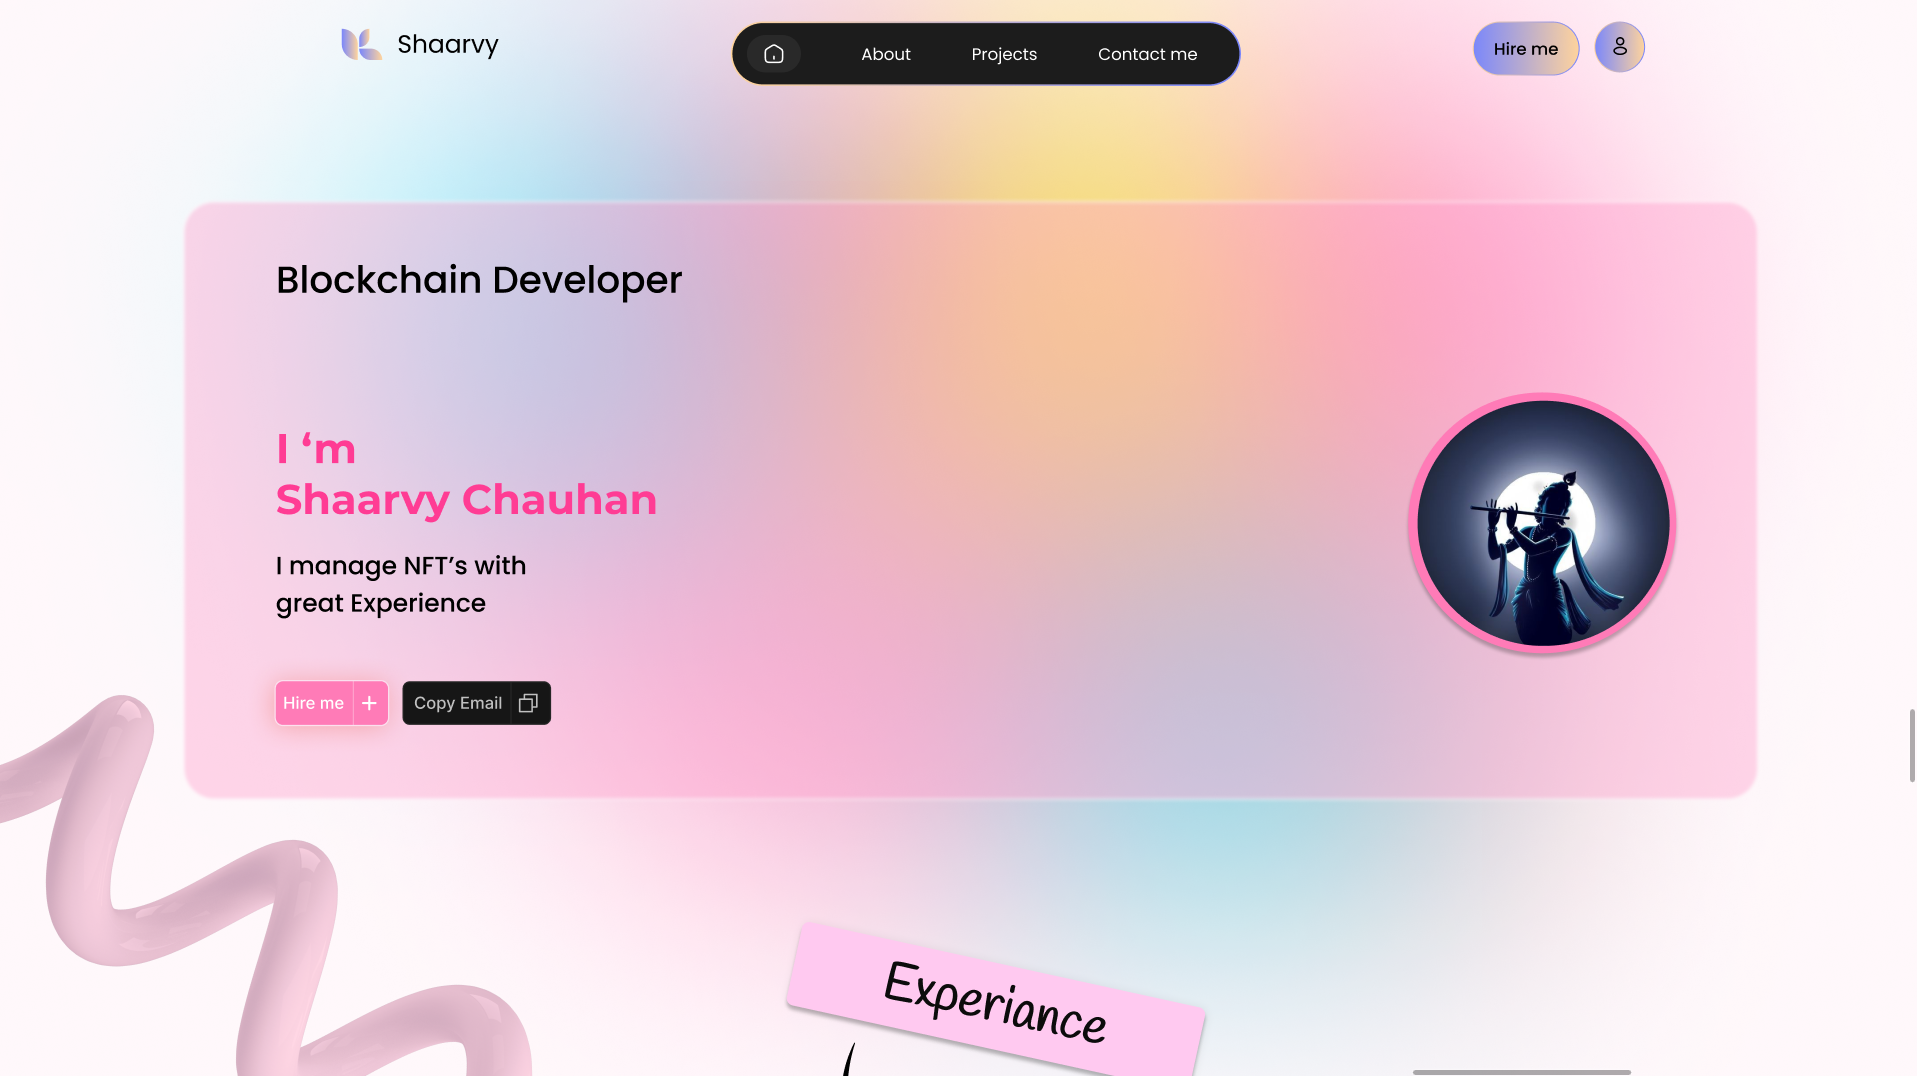 Shaarvy
About
Projects
Contact me
Hire me
Blockchain Developer
I ‘m
Shaarvy Chauhan
I manage NFT’s with
great Experience
Hire me
Copy Email
Experiance